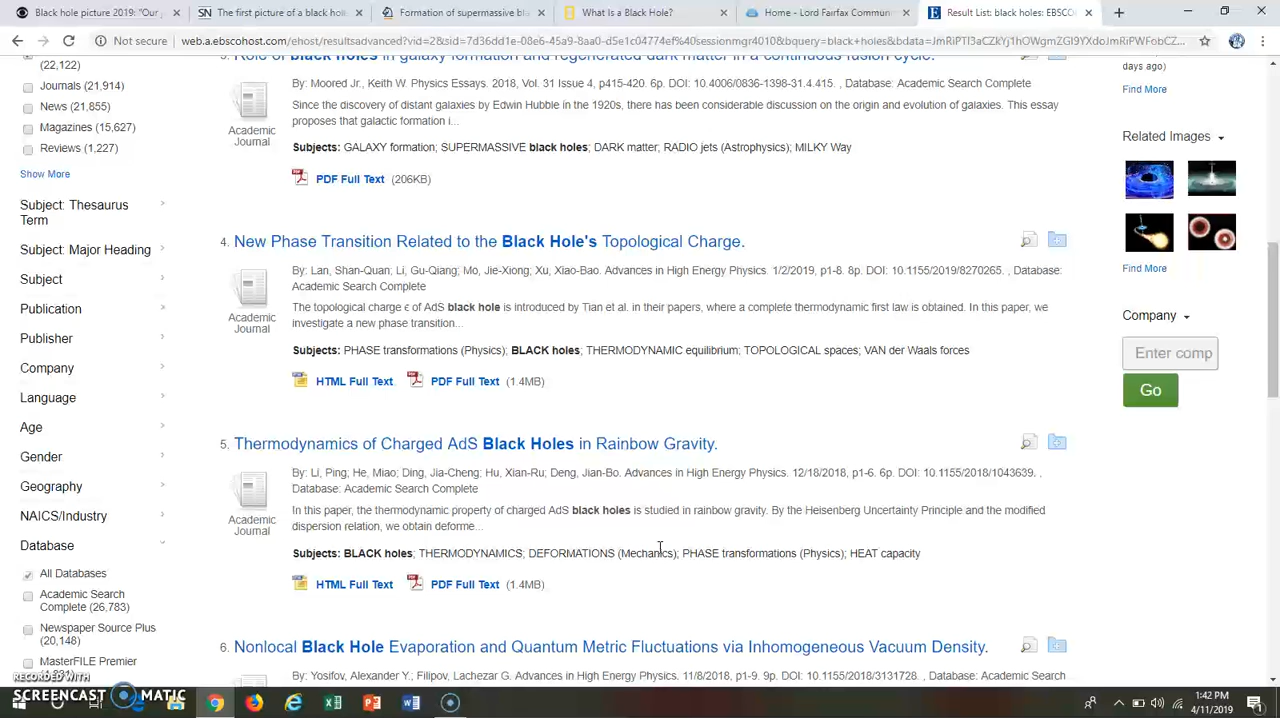 Black hole picture 2019: "Our
The first picture of a black hole
Formation of supermassive bla
What Is a Black Hole?
Home - Lord Fairfax Communi
Result List: black holes: EBSCO
Not secure
web.a.ebscohost.com/ehost/resultsadvanced?vid=2&sid=7d36dd1e-08e6-45a9-8aa0-d5e1c04774ef%40sessionmgr4010&bquery=black+holes&bdata=JmRiPTl3aCZkYj1hOWgmZGI9YXdoJmRiPWFobCZ...
(22,122)
Journals (21,914)
News (21,855)
Magazines (15,627)
Reviews (1,227)
Show More
Subject: Thesaurus
Term
Subject: Major Heading
Subject
Publication
Publisher
Company
Language
Age
Gender
Geography
NAICS/Industry
Database
All Databases
Academic Search
Complete (26,783)
Newspaper Source Plus
(20,148)
MasterFILE Premier
Role of black holes in galaxy formation and regenerated dark matter in a continuous fusion cycle.
By: Moored Jr., Keith W. Physics Essays. 2018, Vol. 31 Issue 4, p415-420. 6p. DOI: 10.4006/0836-1398-31.4.415. , Database: Academic Search Complete
Academic
Journal
Since the discovery of distant galaxies by Edwin Hubble in the 1920s, there has been considerable discussion on the origin and evolution of galaxies. This essay
proposes that galactic formation i...
Subjects: GALAXY formation; SUPERMASSIVE black holes; DARK matter; RADIO jets (Astrophysics); MILKY Way
PDF Full Text (206KB)
4. New Phase Transition Related to the Black Hole's Topological Charge.
By: Lan, Shan-Quan; Li, Gu-Qiang; Mo, Jie-Xiong; Xu, Xiao-Bao. Advances in High Energy Physics. 1/2/2019, p1-8. 8p. DOI: 10.1155/2019/8270265. , Database:
Academic Search Complete
Academic
Journal
The topological charge ϵ of AdS black hole is introduced by Tian et al. in their papers, where a complete thermodynamic first law is obtained. In this paper, we
investigate a new phase transition...
Subjects: PHASE transformations (Physics); BLACK holes; THERMODYNAMIC equilibrium; TOPOLOGICAL spaces; VAN der Waals forces
HTML Full Text PDF Full Text (1.4MB)
5. Thermodynamics of Charged AdS Black Holes in Rainbow Gravity.
By: Li, Ping; He, Miao; Ding, Jia-Cheng; Hu, Xian-Ru; Deng, Jian-Bo. Advances in High Energy Physics. 12/18/2018, p1-6. 6p. DOI: 10.1155/2018/1043639. ,
Database: Academic Search Complete
Academic
Journal
In this paper, the thermodynamic property of charged AdS black holes is studied in rainbow gravity. By the Heisenberg Uncertainty Principle and the modified
dispersion relation, we obtain deforme...
Subjects: BLACK holes; THERMODYNAMICS; DEFORMATIONS (Mechanics); PHASE transformations (Physics); HEAT capacity
HTML Full Text PDF Full Text (1.4MB)
6. Nonlocal Black Hole Evaporation and Quantum Metric Fluctuations via Inhomogeneous Vacuum Density.
By: Yosifov, Alexander Y.; Filipov, Lachezar G. Advances in High Energy Physics. 11/8/2018, p1-9. 9p. DOI: 10.1155/2018/3131728. , Database: Academic Search
days ago)
Find More
Related Images
Find More
Company
Enter comp
Go
RECORDED WITH
SCREENCAST MATIC
1:42 PM
4/11/2019